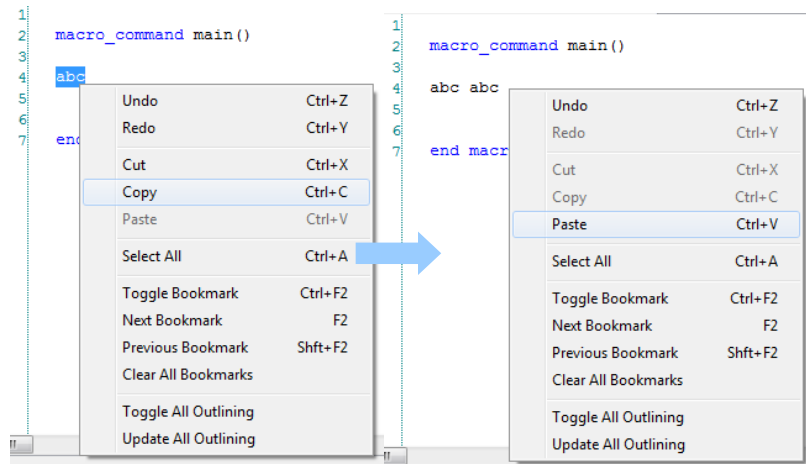 1
2 macro_command main()
3
4 abc
5
6
7 end
Undo Ctrl+Z
Redo Ctrl+Y
Cut Ctrl+X
Copy Ctrl+C
Paste Ctrl+V
Select All Ctrl+A
Toggle Bookmark Ctrl+F2
Next Bookmark F2
Previous Bookmark Shft+F2
Clear All Bookmarks
Toggle All Outlining
Update All Outlining
1
2 macro_command main()
3
4 abc abc
5
6
7 end macr
Undo Ctrl+Z
Redo Ctrl+Y
Cut Ctrl+X
Copy Ctrl+C
Paste Ctrl+V
Select All Ctrl+A
Toggle Bookmark Ctrl+F2
Next Bookmark F2
Previous Bookmark Shft+F2
Clear All Bookmarks
Toggle All Outlining
Update All Outlining